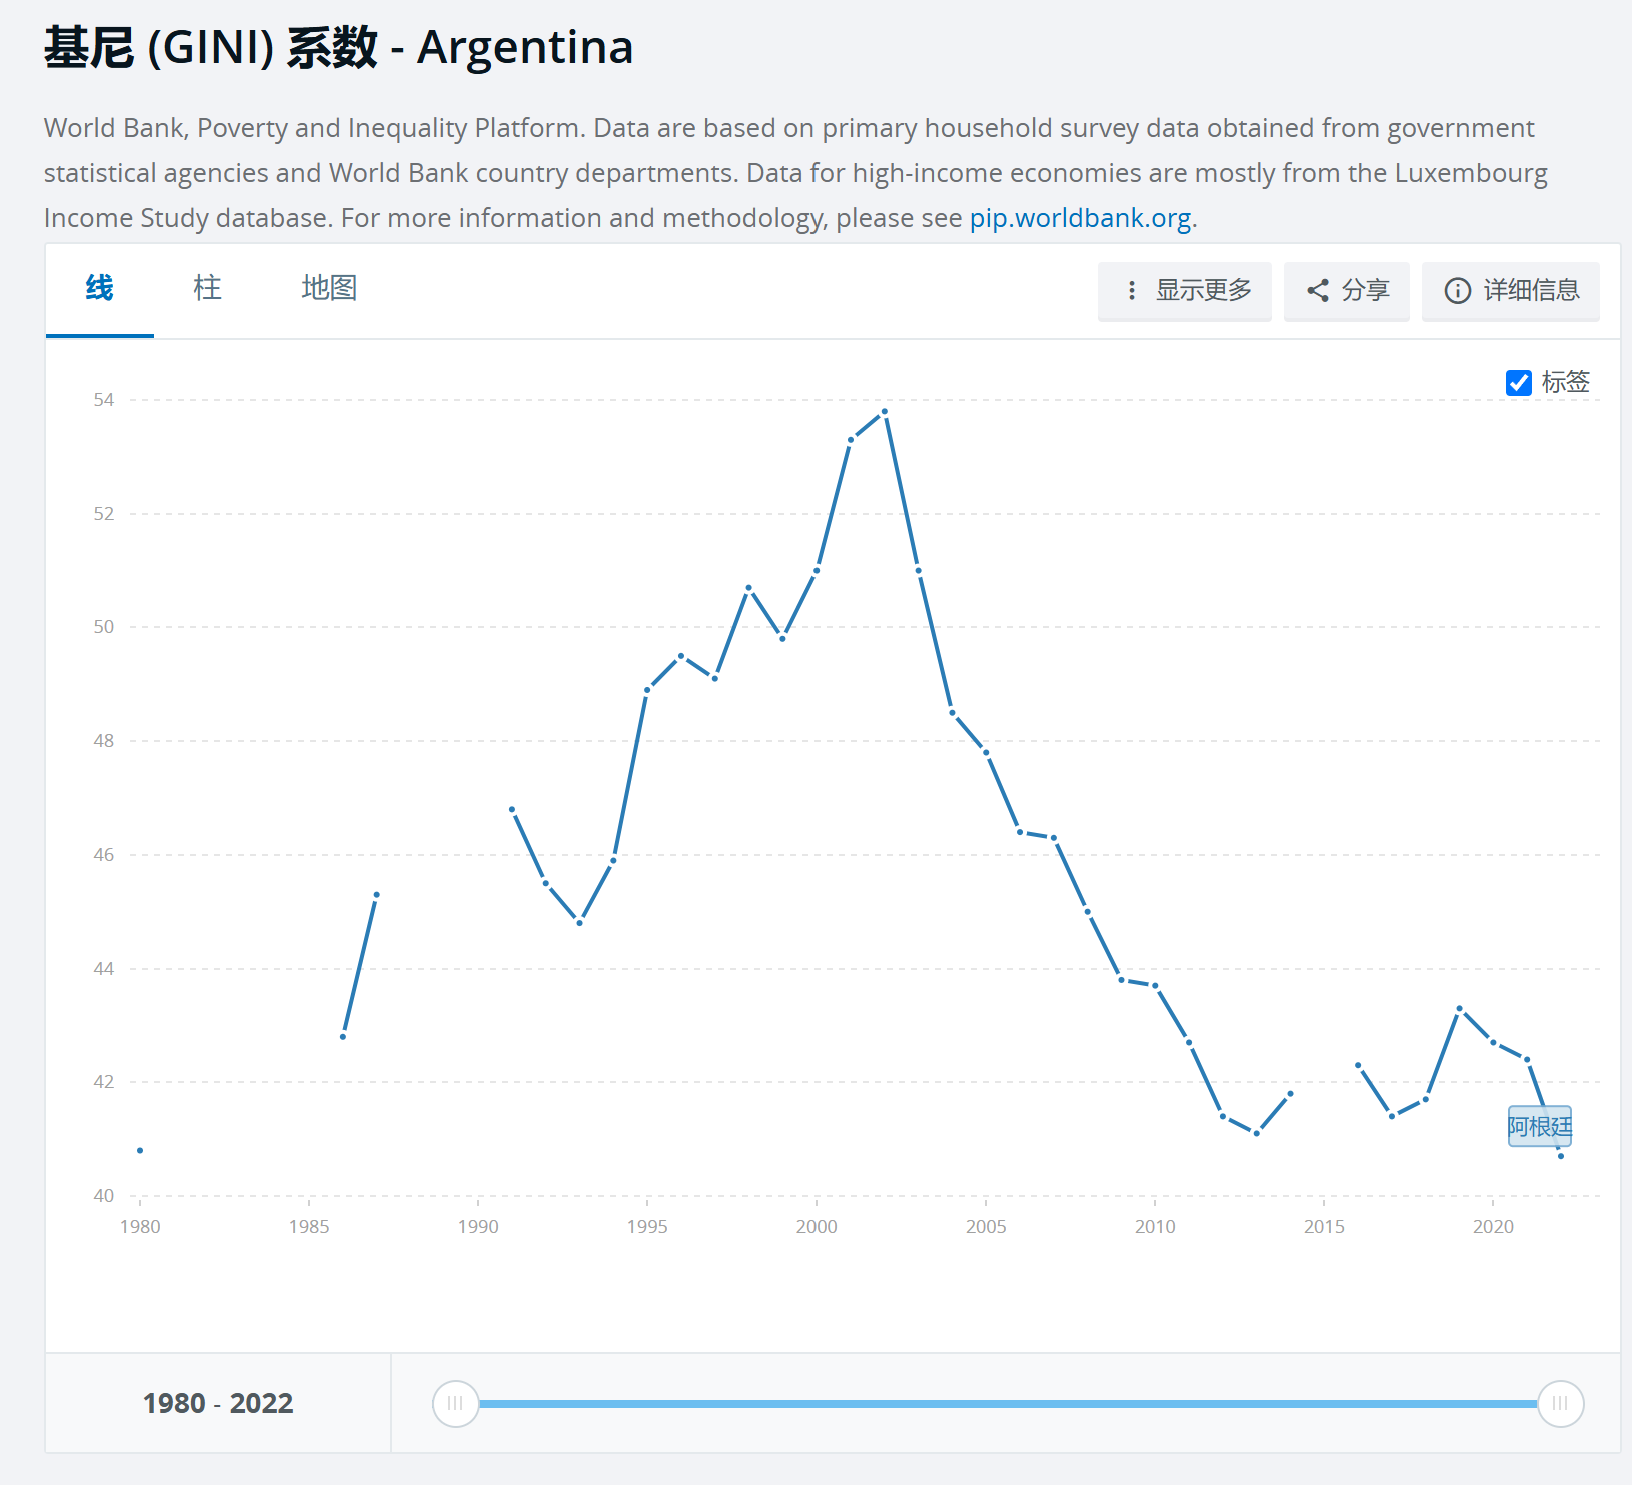 基尼 (GINI) 系数 - Argentina
World Bank, Poverty and Inequality Platform. Data are based on primary household survey data obtained from government
statistical agencies and World Bank country departments. Data for high-income economies are mostly from the Luxembourg
Income Study database. For more information and methodology, please see pip.worldbank.org.
线 柱 地图 显示更多 分享 详细信息
标签
54
52
50
48
46
44
42
阿根廷
40
1980 1985 1990 1995 2000 2005 2010 2015 2020
1980 - 2022